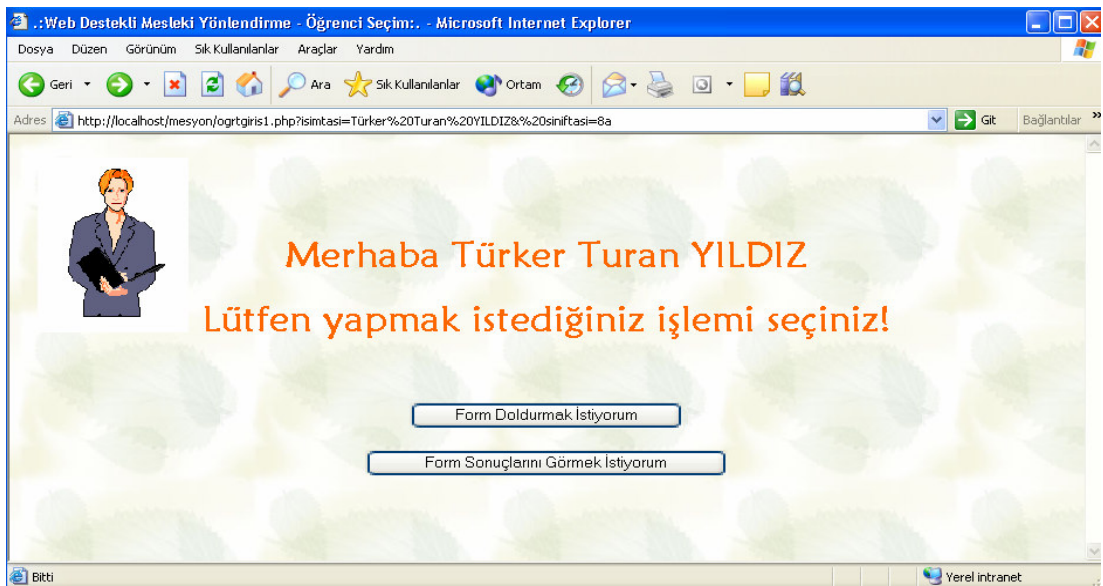 .:Web Destekli Mesleki Yönlendirme - Öğrenci Seçim:. - Microsoft Internet Explorer
Dosya Düzen Görünüm Sık Kullanılanlar Araçlar Yardım
Geri Ara Sık Kullanılanlar Ortam
Adres http://localhost/mesyon/ogrtgiris1.php?isimtasi=Türker%20Turan%20YILDIZ&%20siniftasi=8a Git Bağlantılar »
Merhaba Türker Turan YILDIZ
Lütfen yapmak istediğiniz işlemi seçiniz!
Form Doldurmak İstiyorum
Form Sonuçlarını Görmek İstiyorum
Bitti Yerel intranet